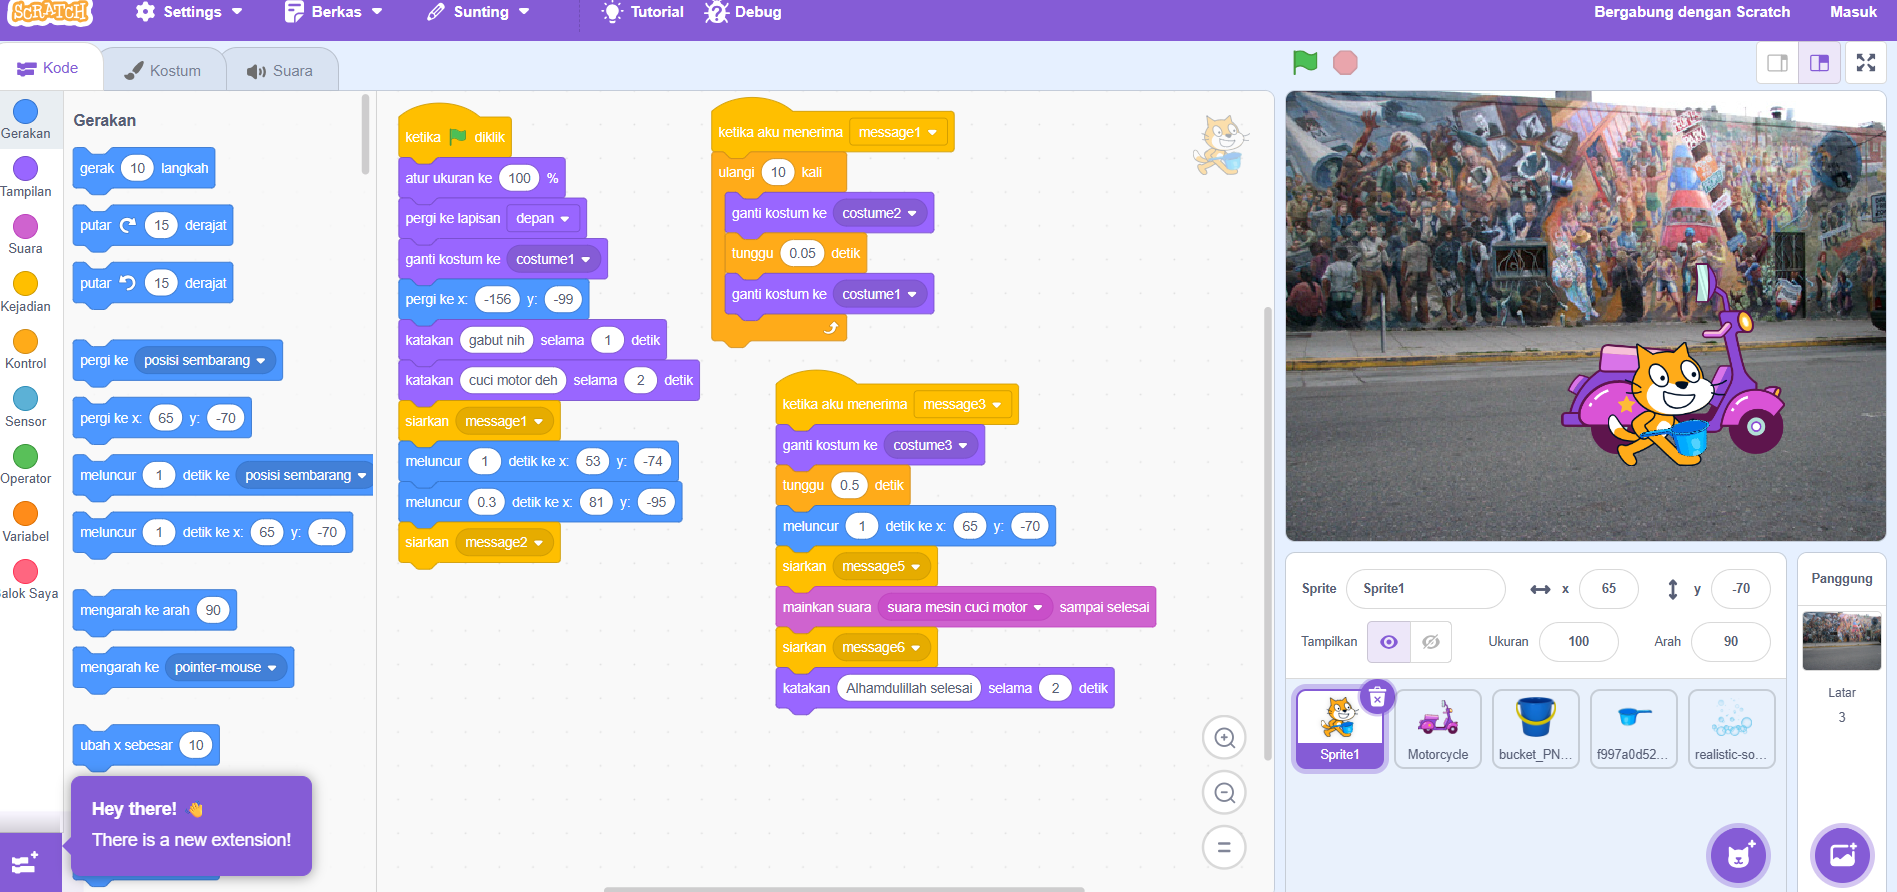 SCRATCH
Settings
Berkas
Sunting
Tutorial
Debug
Bergabung dengan Scratch
Masuk
Kode
Kostum
Suara
Gerakan
Tampilan
Suara
Kejadian
Kontrol
Sensor
Operator
Variabel
alok Saya
Gerakan
gerak 10 langkah
putar 15 derajat
putar 15 derajat
pergi ke posisi sembarang
pergi ke x: 65 y: -70
meluncur 1 detik ke posisi sembarang
meluncur 1 detik ke x: 65 y: -70
mengarah ke arah 90
mengarah ke pointer-mouse
ubah x sebesar 10
Hey there! 👋
There is a new extension!
ketika diklik
atur ukuran ke 100 %
pergi ke lapisan depan
ganti kostum ke costume1
pergi ke x: -156 y: -99
katakan gabut nih selama 1 detik
katakan cuci motor deh selama 2 detik
siarkan message1
meluncur 1 detik ke x: 53 y: -74
meluncur 0.3 detik ke x: 81 y: -95
siarkan message2
ketika aku menerima message1
ulangi 10 kali
ganti kostum ke costume2
tunggu 0.05 detik
ganti kostum ke costume1
ketika aku menerima message3
ganti kostum ke costume3
tunggu 0.5 detik
meluncur 1 detik ke x: 65 y: -70
siarkan message5
mainkan suara suara mesin cuci motor sampai selesai
siarkan message6
katakan Alhamdulillah selesai selama 2 detik
Sprite Sprite1 x 65 y -70
Tampilkan Ukuran 100 Arah 90
Sprite1
Motorcycle
bucket_PN...
f997a0d52...
realistic-so...
Panggung
Latar
3